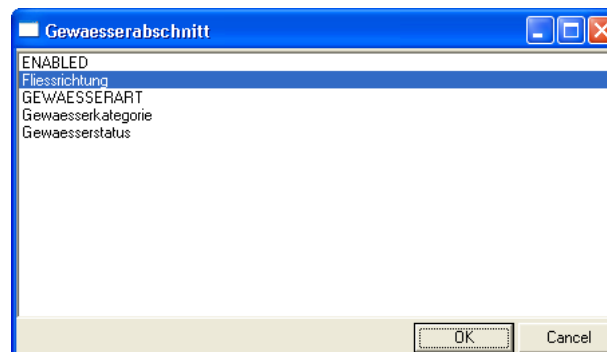 Gewaesserabschnitt
ENABLED
Fliessrichtung
GEWAESSERART
Gewaesserkategorie
Gewaesserstatus
OK Cancel